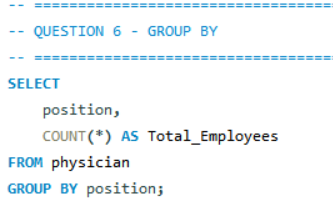 -- ==================================
-- QUESTION 6 - GROUP BY
-- ==================================
SELECT
    position,
    COUNT(*) AS Total_Employees
FROM physician
GROUP BY position;